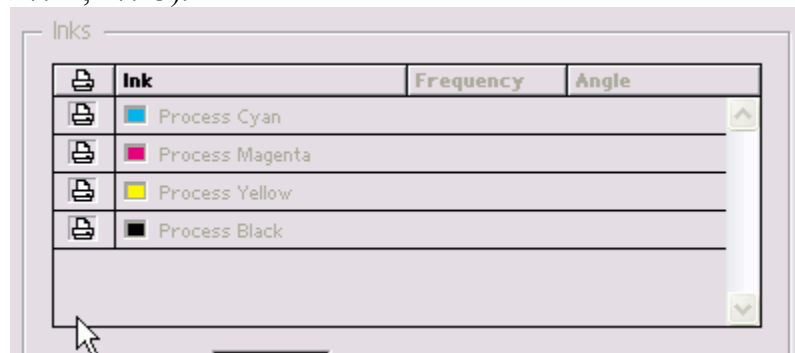 Inks
Ink Frequency Angle
Process Cyan
Process Magenta
Process Yellow
Process Black